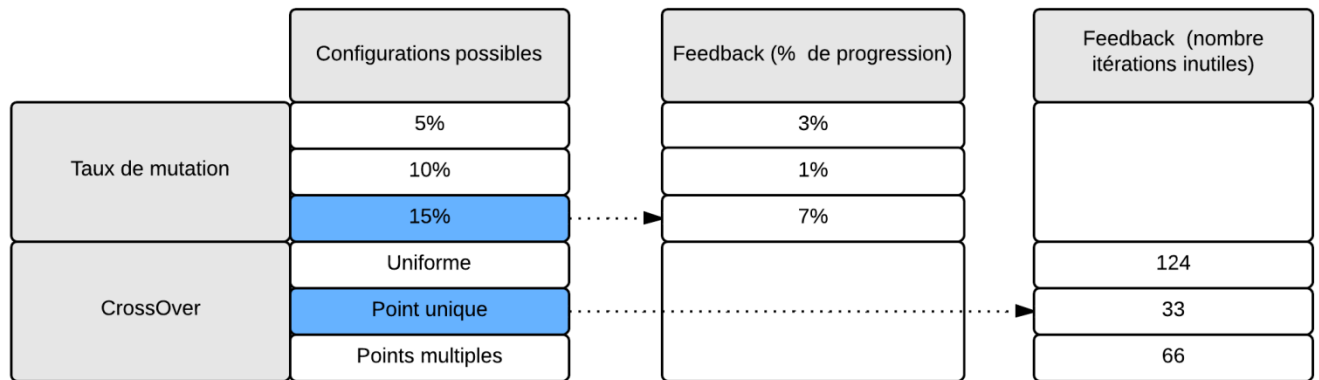 Configurations possibles
Feedback (% de progression)
Feedback (nombre
itérations inutiles)
Taux de mutation
5%
3%
10%
1%
15%
7%
CrossOver
Uniforme
124
Point unique
33
Points multiples
66